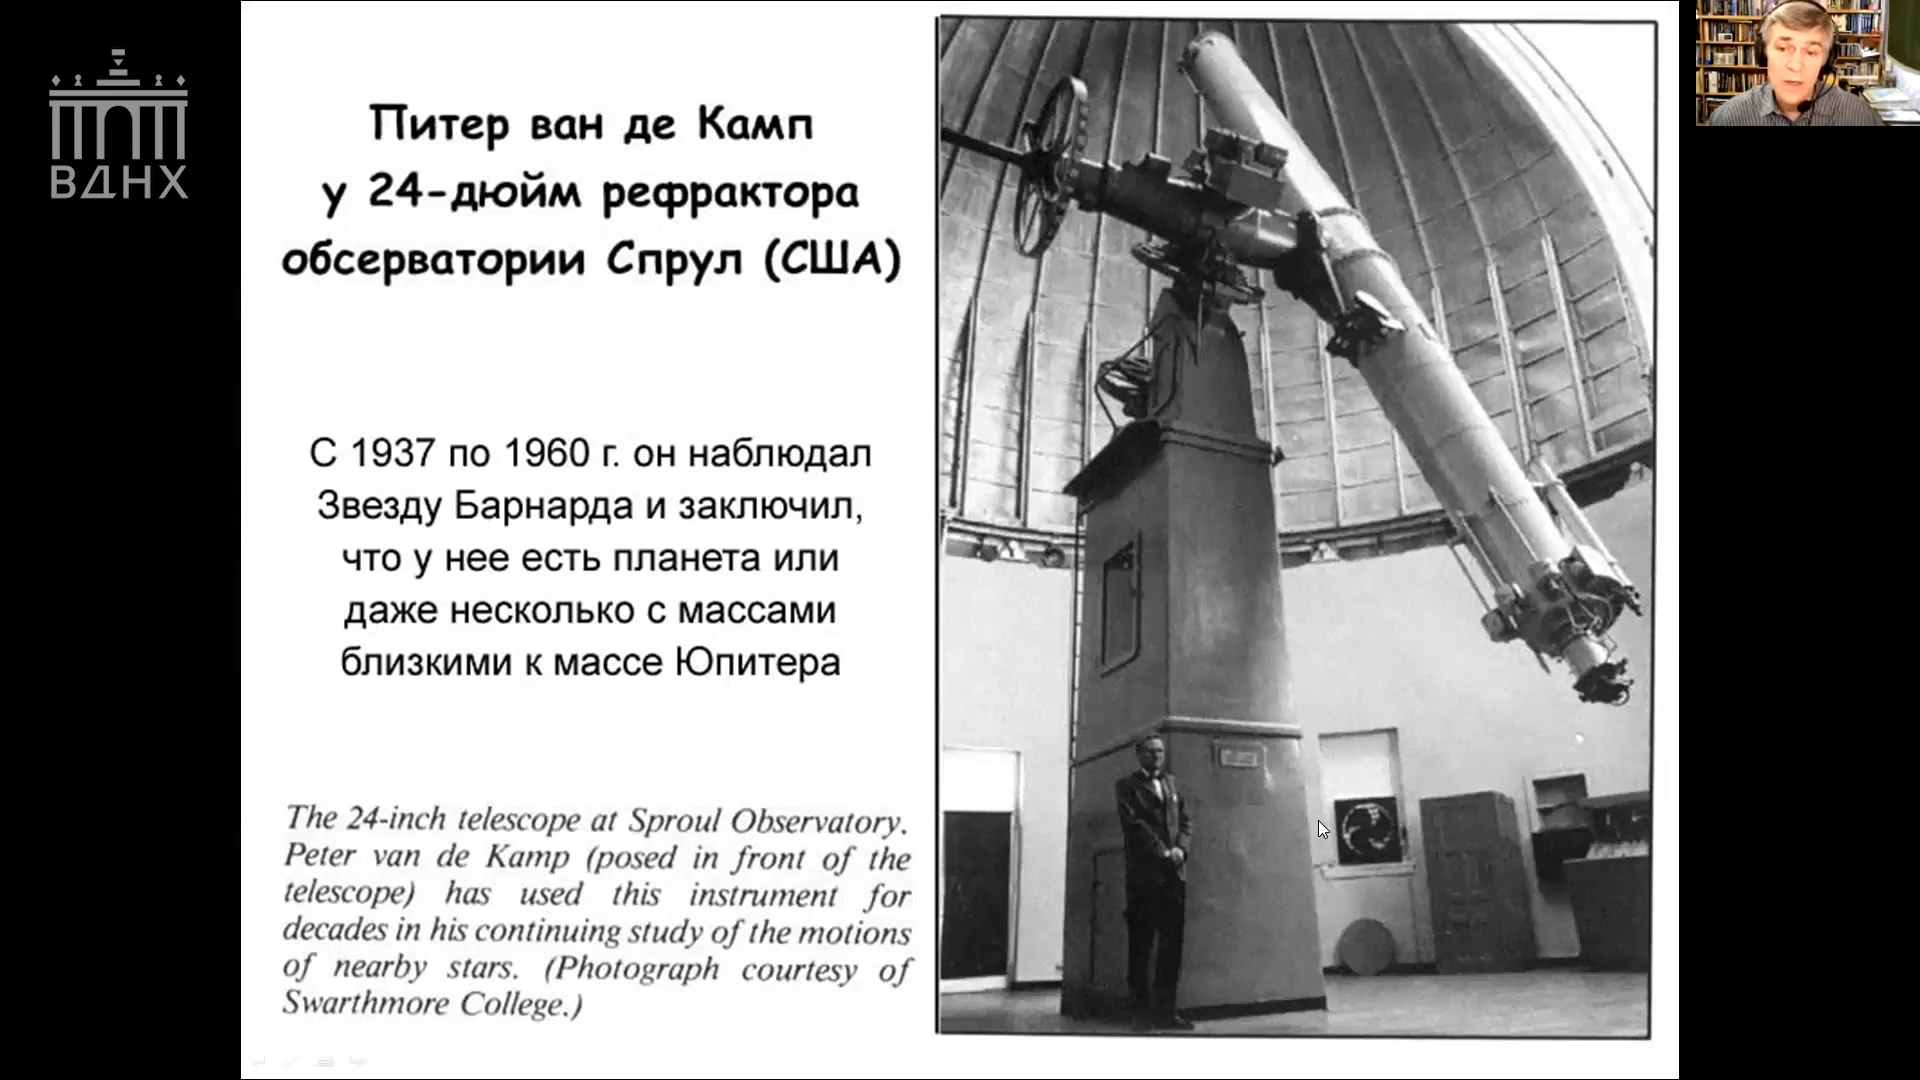 ВДНХ
Питер ван де Камп
у 24-дюйм рефрактора
обсерватории Спрул (США)
С 1937 по 1960 г. он наблюдал
Звезду Барнарда и заключил,
что у нее есть планета или
даже несколько с массами
близкими к массе Юпитера
The 24-inch telescope at Sproul Observatory.
Peter van de Kamp (posed in front of the
telescope) has used this instrument for
decades in his continuing study of the motions
of nearby stars. (Photograph courtesy of
Swarthmore College.)